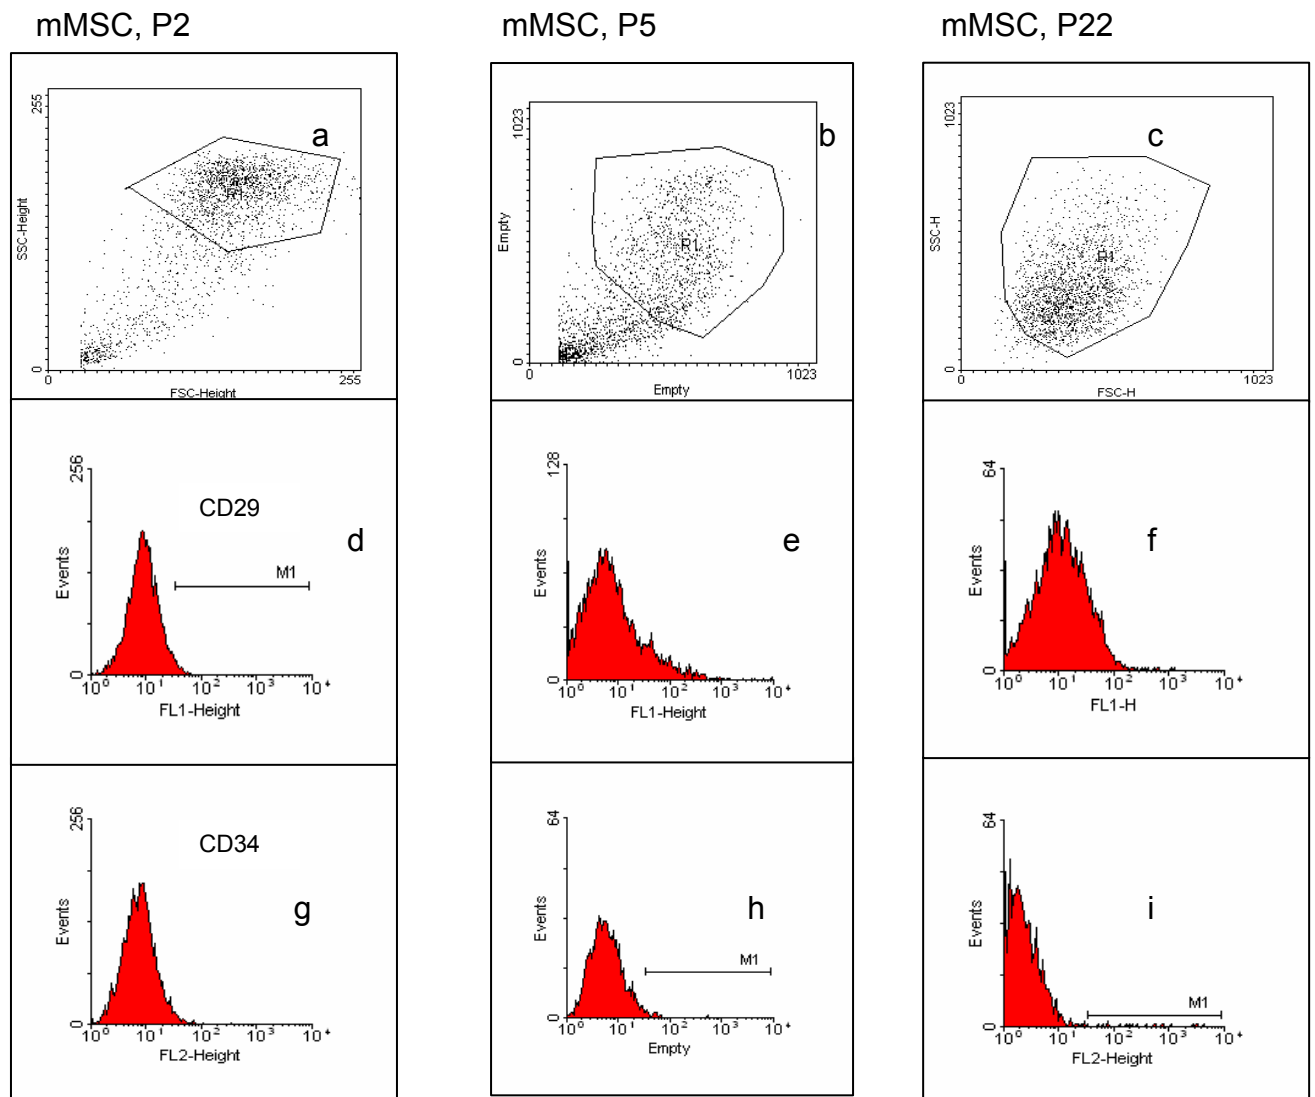 mMSC, P2
mMSC, P5
mMSC, P22
a
255
SSC-Height
R1
0
0
255
FSC-Height
b
1023
Empty
R1
0
0
1023
Empty
c
1023
SSC-H
R1
0
0
1023
FSC-H
256
CD29
d
M1
Events
0
10⁰ 10¹ 10² 10³ 10⁴
FL1-Height
128
e
Events
0
10⁰ 10¹ 10² 10³ 10⁴
FL1-Height
64
f
Events
0
10⁰ 10¹ 10² 10³ 10⁴
FL1-H
256
CD34
g
Events
0
10⁰ 10¹ 10² 10³ 10⁴
FL2-Height
64
h
Events
M1
0
10⁰ 10¹ 10² 10³ 10⁴
Empty
64
i
Events
M1
0
10⁰ 10¹ 10² 10³ 10⁴
FL2-Height